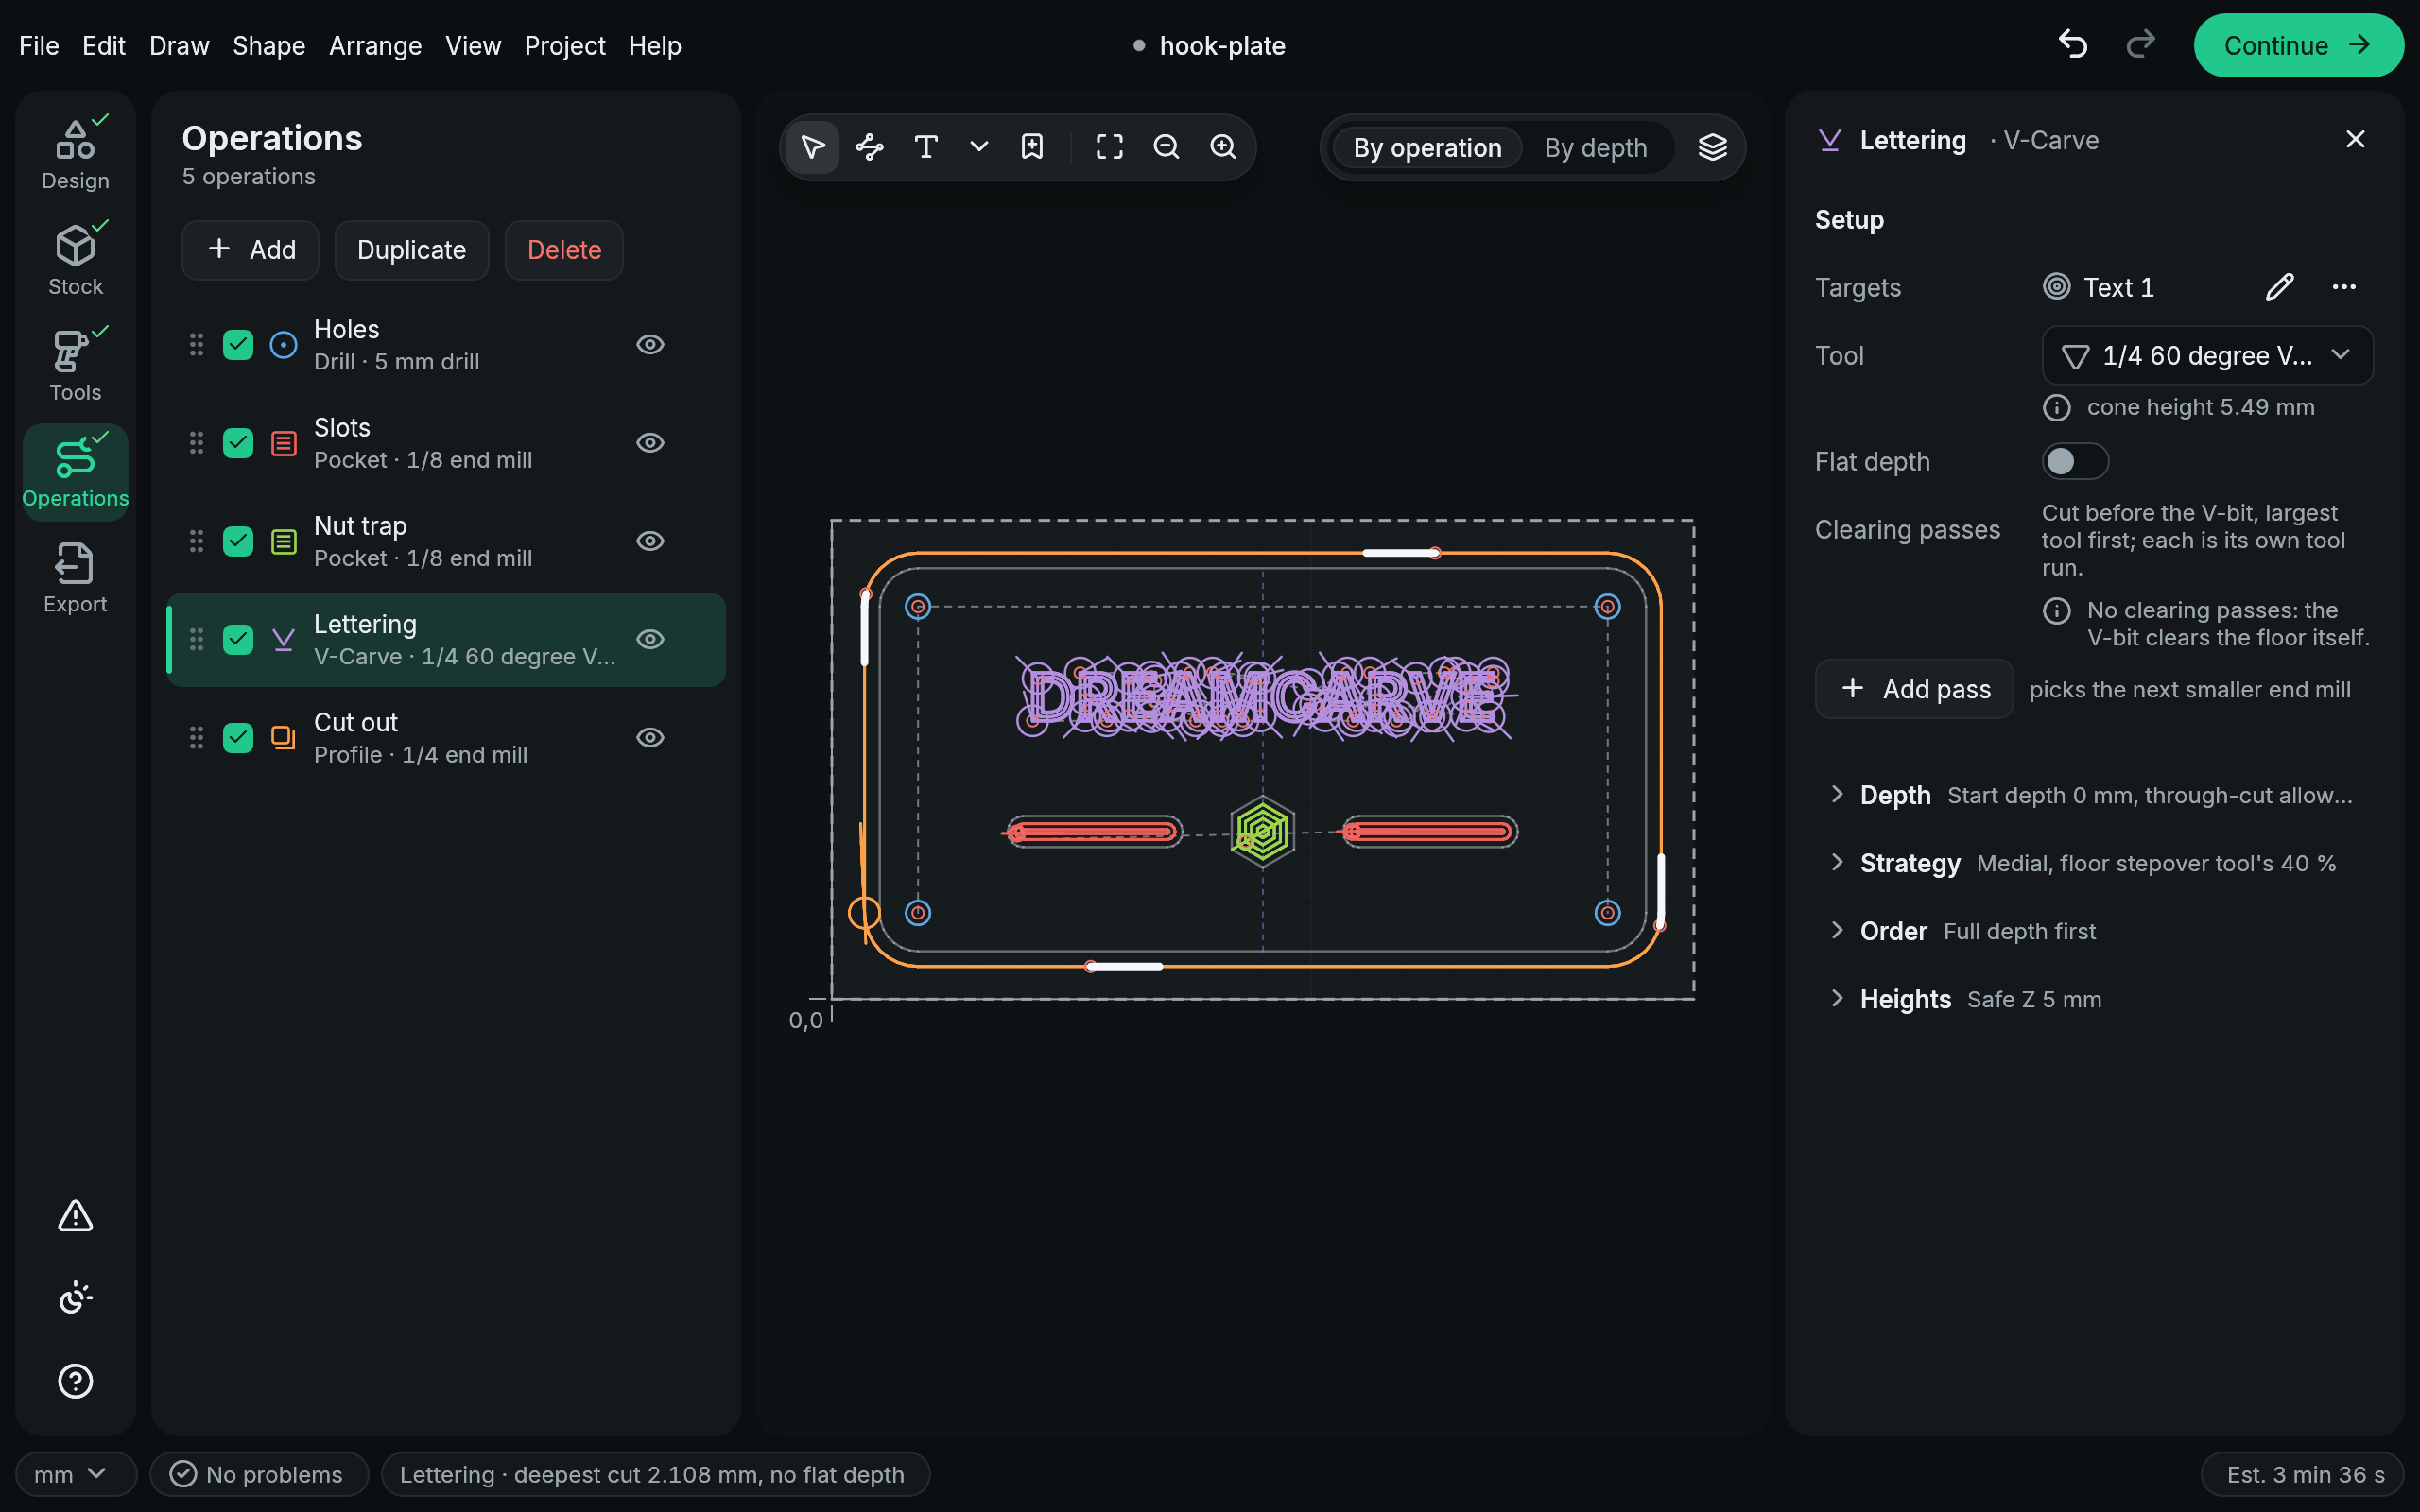 File Edit Draw Shape Arrange View Project Help
hook-plate
Continue
Design
Stock
Tools
Operations
Export
Operations
5 operations
Add
Duplicate
Delete
Holes
Drill · 5 mm drill
Slots
Pocket · 1/8 end mill
Nut trap
Pocket · 1/8 end mill
Lettering
V-Carve · 1/4 60 degree V...
Cut out
Profile · 1/4 end mill
By operation
By depth
DREAMCARVE
0,0
Lettering · V-Carve
Setup
Targets
Text 1
Tool
1/4 60 degree V...
cone height 5.49 mm
Flat depth
Clearing passes
Cut before the V-bit, largest
tool first; each is its own tool
run.
No clearing passes: the
V-bit clears the floor itself.
Add pass
picks the next smaller end mill
Depth Start depth 0 mm, through-cut allow...
Strategy Medial, floor stepover tool's 40 %
Order Full depth first
Heights Safe Z 5 mm
mm
No problems
Lettering · deepest cut 2.108 mm, no flat depth
Est. 3 min 36 s